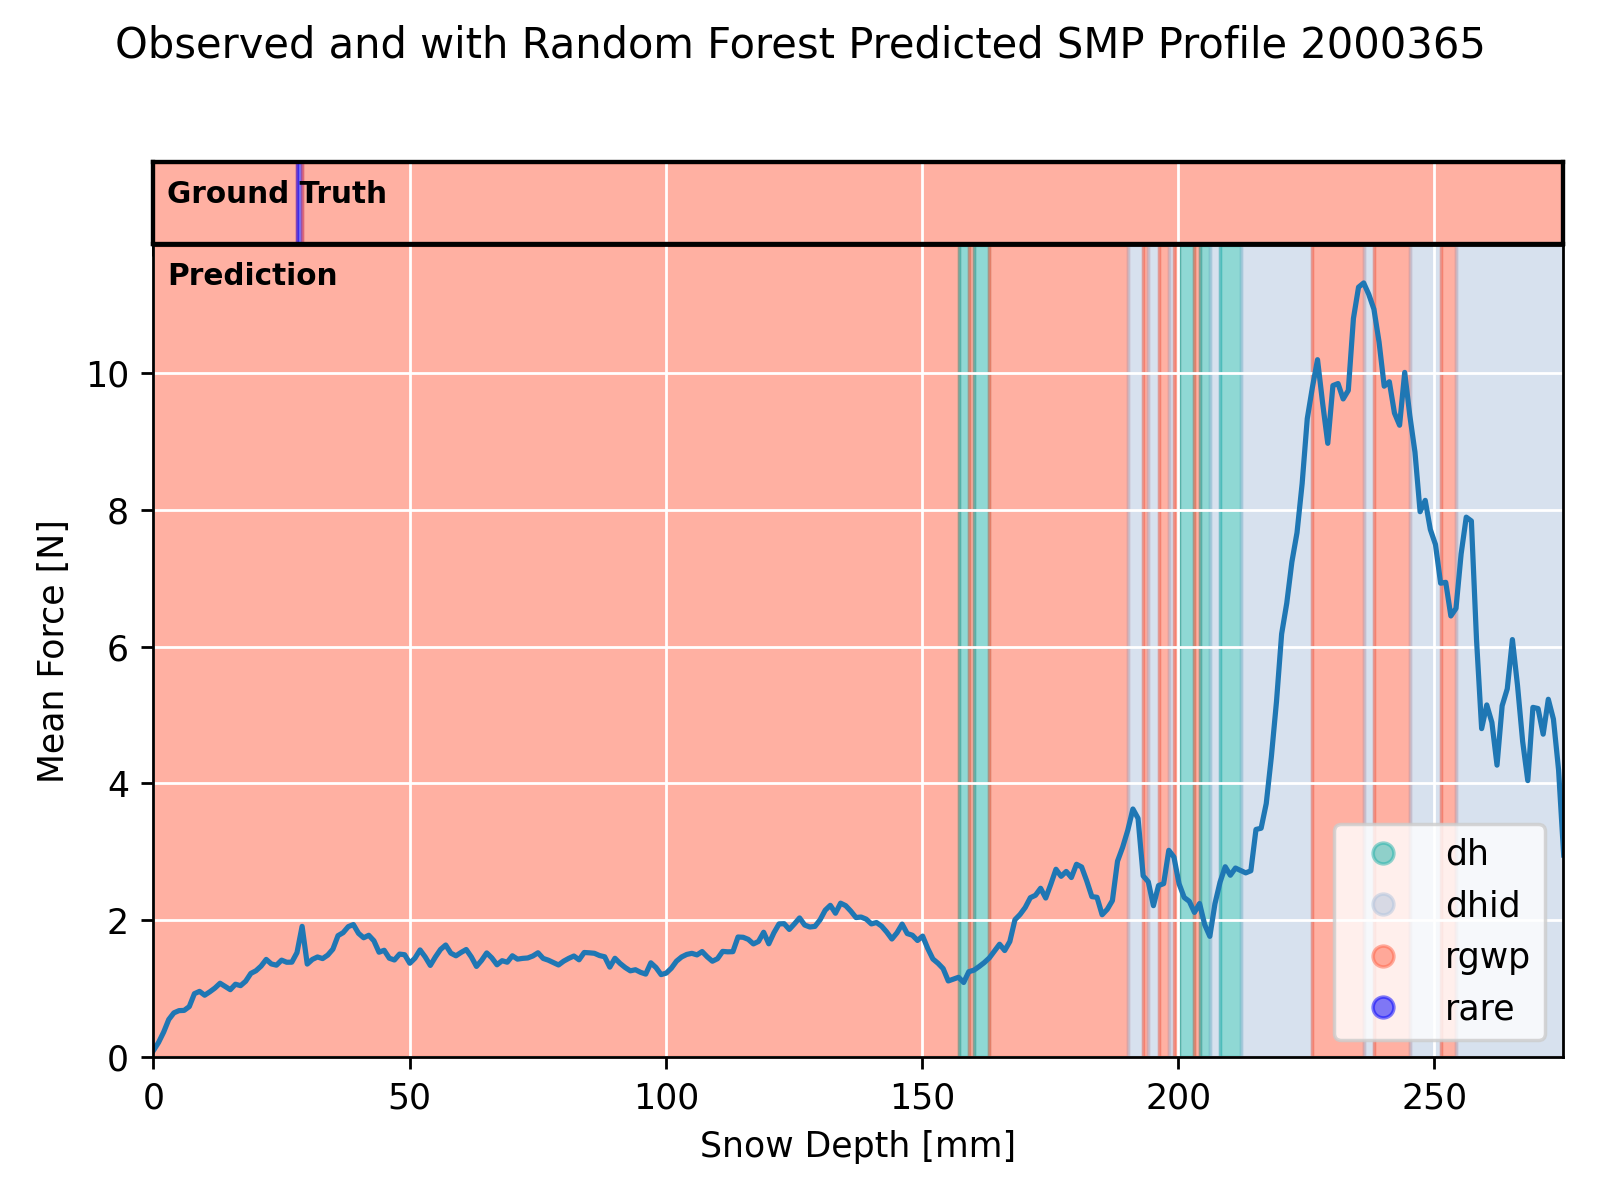 Observed and with Random Forest Predicted SMP Profile 2000365
Ground Truth
Prediction
10
8
6
4
2
0
Mean Force [N]
0 50 100 150 200 250
Snow Depth [mm]
dh
dhid
rgwp
rare